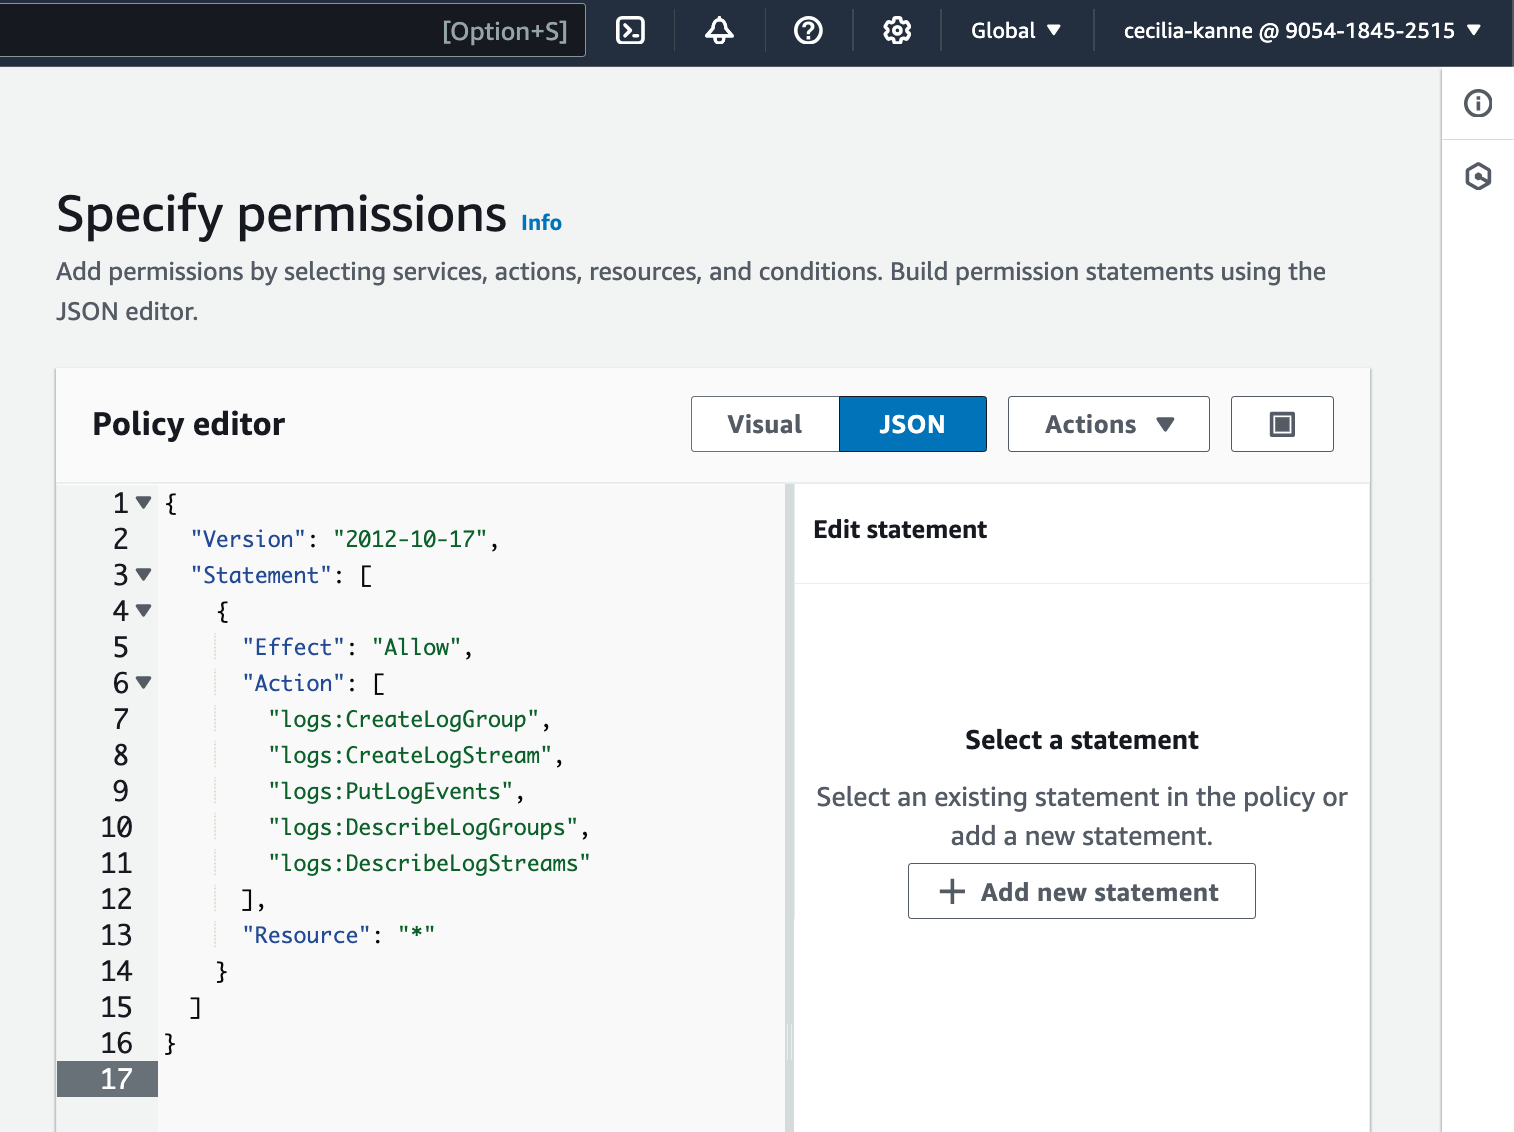 [Option+S] Global cecilia-kanne @ 9054-1845-2515
Specify permissions Info
Add permissions by selecting services, actions, resources, and conditions. Build permission statements using the
JSON editor.
Policy editor Visual JSON Actions
1 {
2 "Version": "2012-10-17",
3 "Statement": [
4 {
5 "Effect": "Allow",
6 "Action": [
7 "logs:CreateLogGroup",
8 "logs:CreateLogStream",
9 "logs:PutLogEvents",
10 "logs:DescribeLogGroups",
11 "logs:DescribeLogStreams"
12 ],
13 "Resource": "*"
14 }
15 ]
16 }
17
Edit statement
Select a statement
Select an existing statement in the policy or
add a new statement.
+ Add new statement